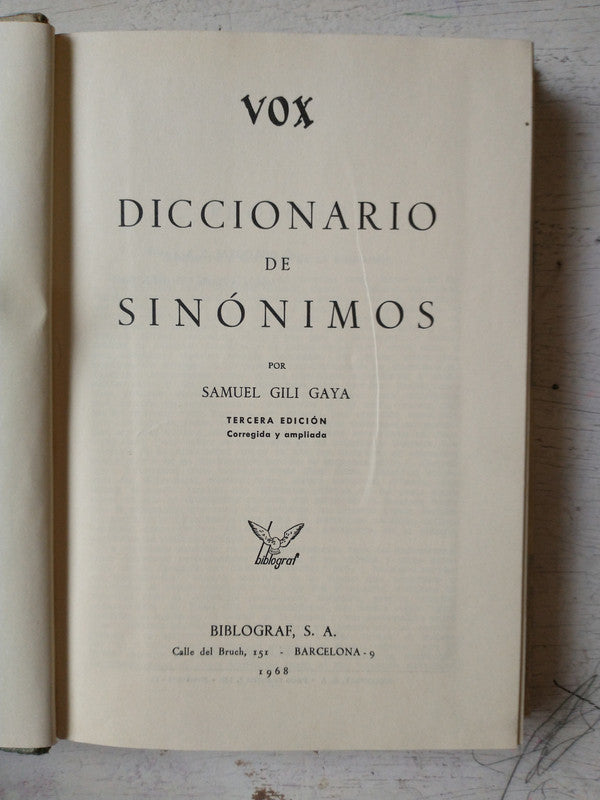 VOX
DICCIONARIO
DE
SINÓNIMOS
POR
SAMUEL GILI GAYA
TERCERA EDICIÓN
Corregida y ampliada
biblograf
BIBLOGRAF, S. A.
Calle del Bruch, 151 - BARCELONA - 9
1968